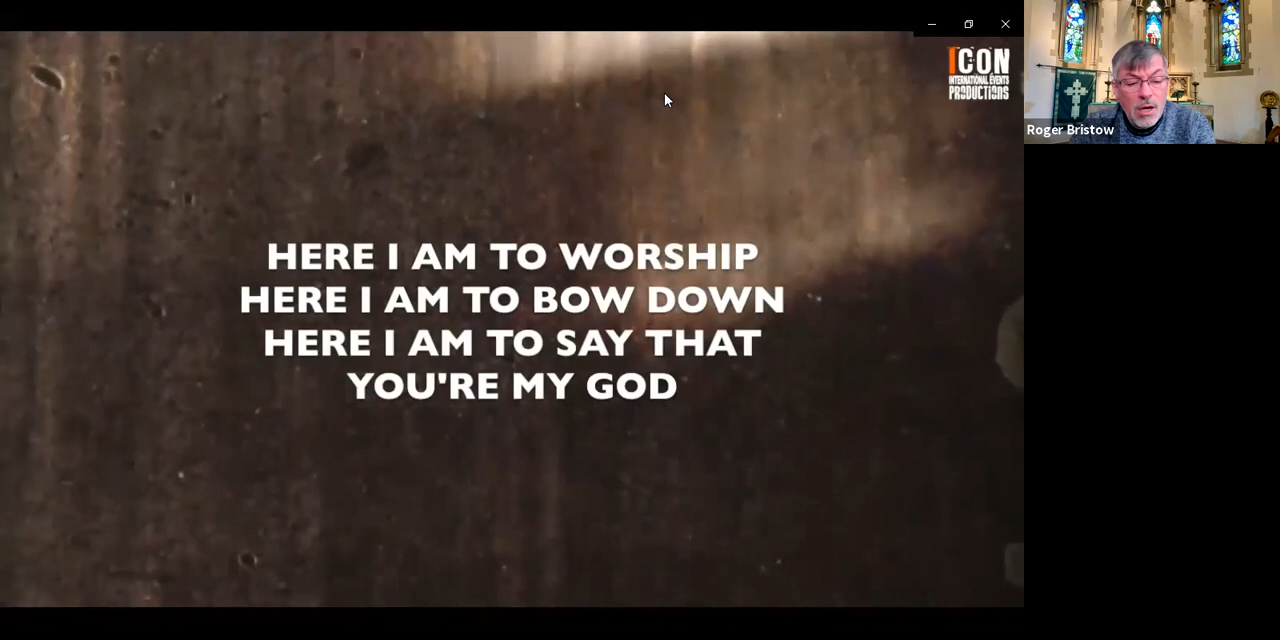 ICON
INTERNATIONAL EVENTS
PRODUCTIONS
Roger Bristow
HERE I AM TO WORSHIP
HERE I AM TO BOW DOWN
HERE I AM TO SAY THAT
YOU'RE MY GOD